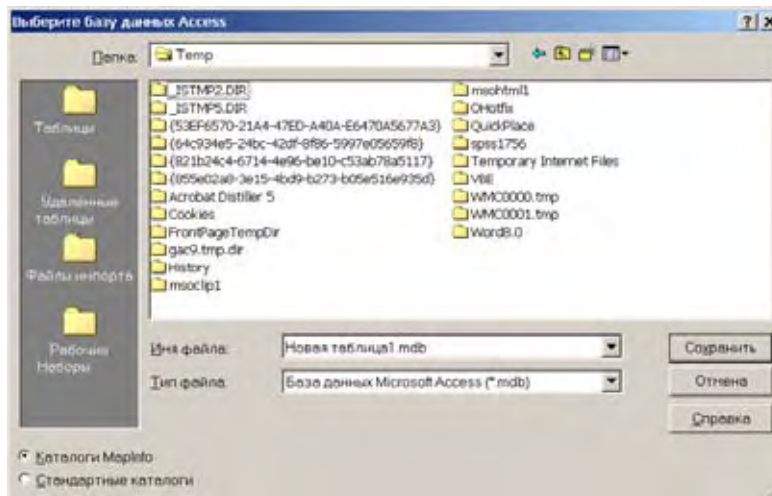 Выберите базу данных Access
Папка: Temp
Таблицы
Удаленные
таблицы
Файлы импорта
Рабочие
Наборы
_ISTMP2.DIR
_ISTMP5.DIR
{53EF6570-21A4-47ED-A40A-E6470A5677A3}
{64c934e5-24bc-42df-8f86-5997e05659f8}
{821b24c4-6714-4e96-be10-c53ab78a5117}
{855e02a0-3e15-4bd9-b273-b05e516e935d}
Acrobat Distiller 5
Cookies
FrontPageTempDir
gac9.tmp.dir
History
msoclip1
msohtml1
OHotfix
QuickPlace
spss1756
Temporary Internet Files
VBE
WMC0000.tmp
WMC0001.tmp
Word8.0
Имя файла: Новая таблица1.mdb
Тип файла: База данных Microsoft Access (*.mdb)
Сохранить
Отмена
Справка
Каталоги MapInfo
Стандартные каталоги